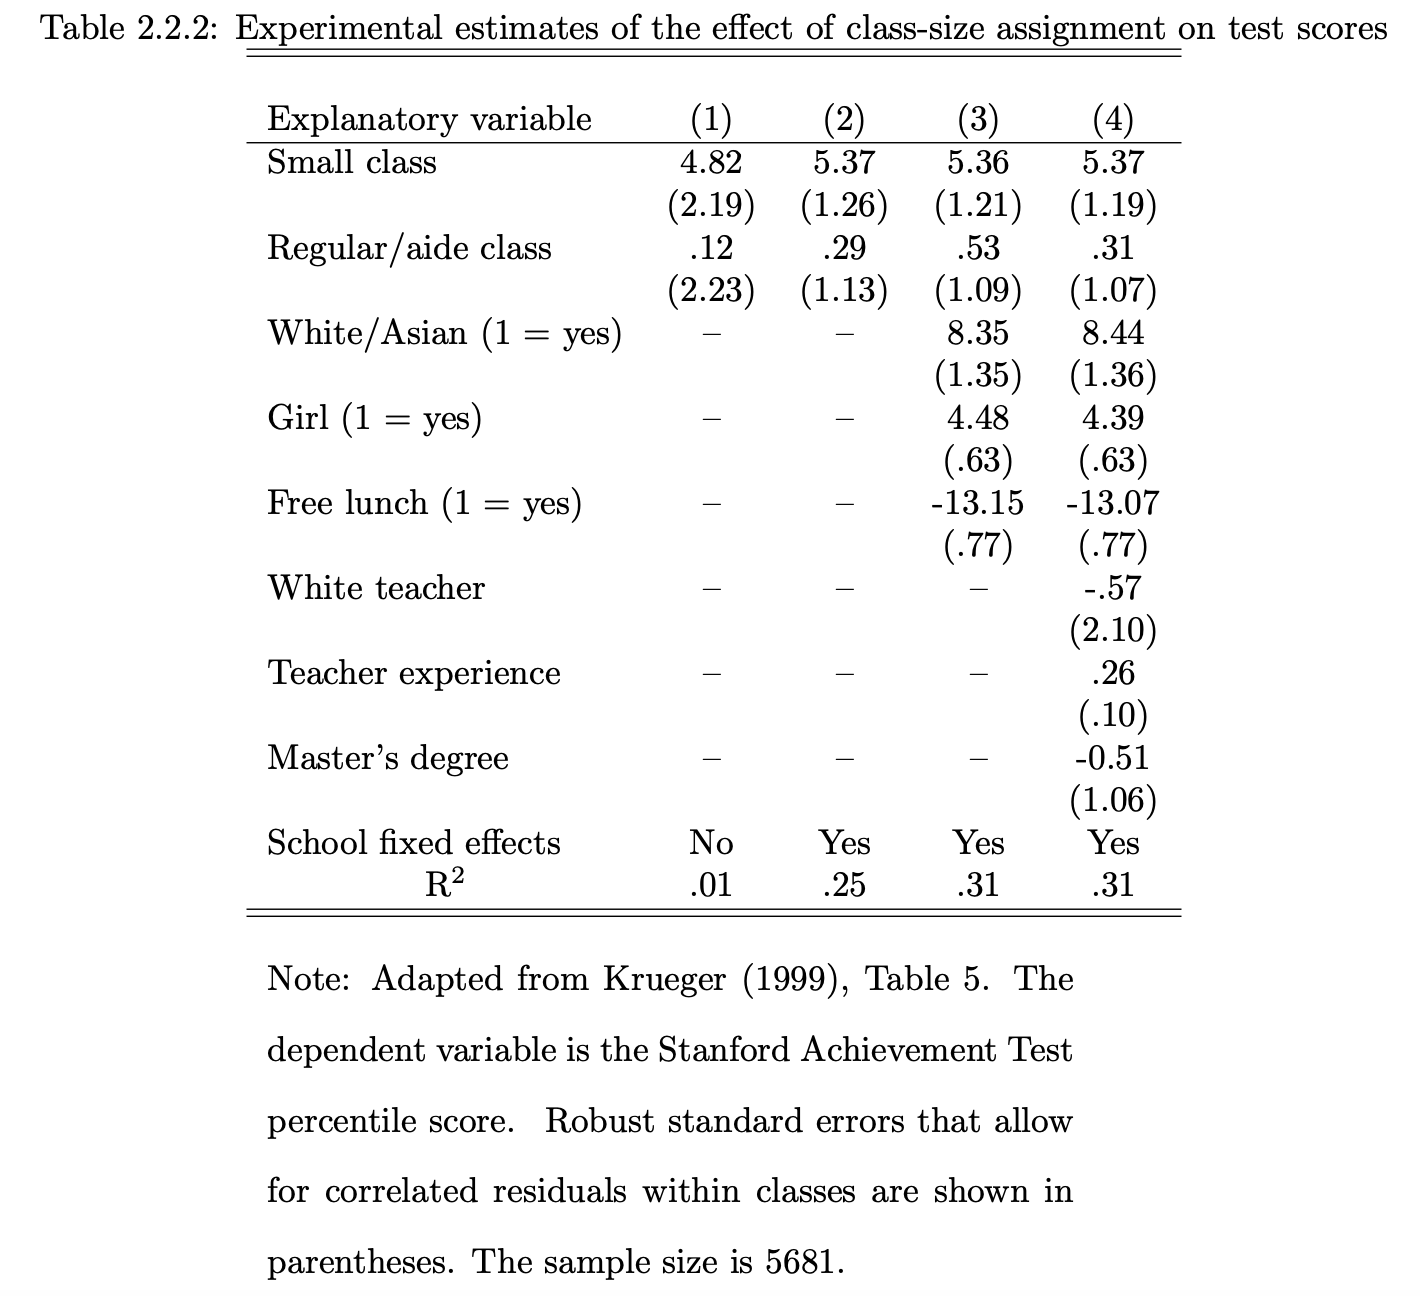 Table 2.2.2: Experimental estimates of the effect of class-size assignment on test scores
Explanatory variable (1) (2) (3) (4)
Small class 4.82 5.37 5.36 5.37
(2.19) (1.26) (1.21) (1.19)
Regular/aide class .12 .29 .53 .31
(2.23) (1.13) (1.09) (1.07)
White/Asian (1 = yes) – – 8.35 8.44
(1.35) (1.36)
Girl (1 = yes) – – 4.48 4.39
(.63) (.63)
Free lunch (1 = yes) – – -13.15 -13.07
(.77) (.77)
White teacher – – – -.57
(2.10)
Teacher experience – – – .26
(.10)
Master’s degree – – – -0.51
(1.06)
School fixed effects No Yes Yes Yes
R² .01 .25 .31 .31
Note: Adapted from Krueger (1999), Table 5. The
dependent variable is the Stanford Achievement Test
percentile score. Robust standard errors that allow
for correlated residuals within classes are shown in
parentheses. The sample size is 5681.